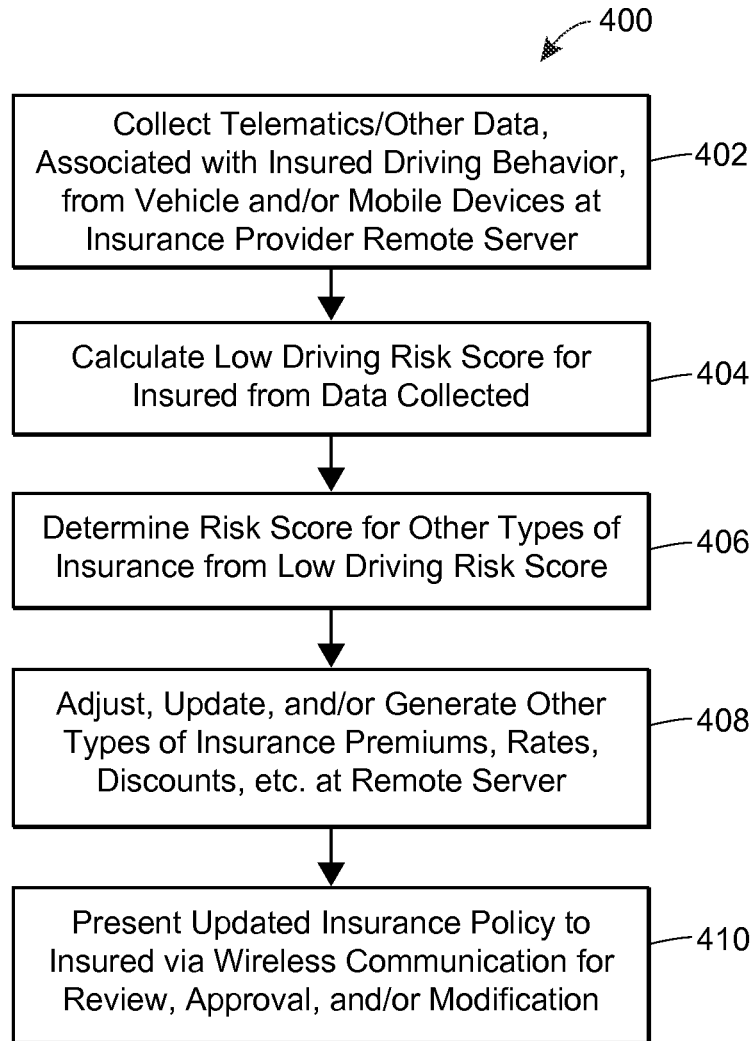 400
Collect Telematics/Other Data,
Associated with Insured Driving Behavior,
from Vehicle and/or Mobile Devices at
Insurance Provider Remote Server
402
Calculate Low Driving Risk Score for
Insured from Data Collected
404
Determine Risk Score for Other Types of
Insurance from Low Driving Risk Score
406
Adjust, Update, and/or Generate Other
Types of Insurance Premiums, Rates,
Discounts, etc. at Remote Server
408
Present Updated Insurance Policy to
Insured via Wireless Communication for
Review, Approval, and/or Modification
410